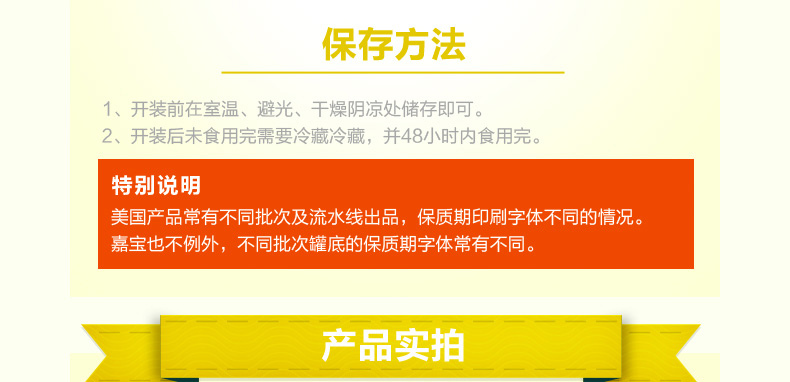 保存方法
1、开装前在室温、避光、干燥阴凉处储存即可。
2、开装后未食用完需要冷藏冷藏，并48小时内食用完。
特别说明
美国产品常有不同批次及流水线出品，保质期印刷字体不同的情况。
嘉宝也不例外，不同批次罐底的保质期字体常有不同。
产品实拍